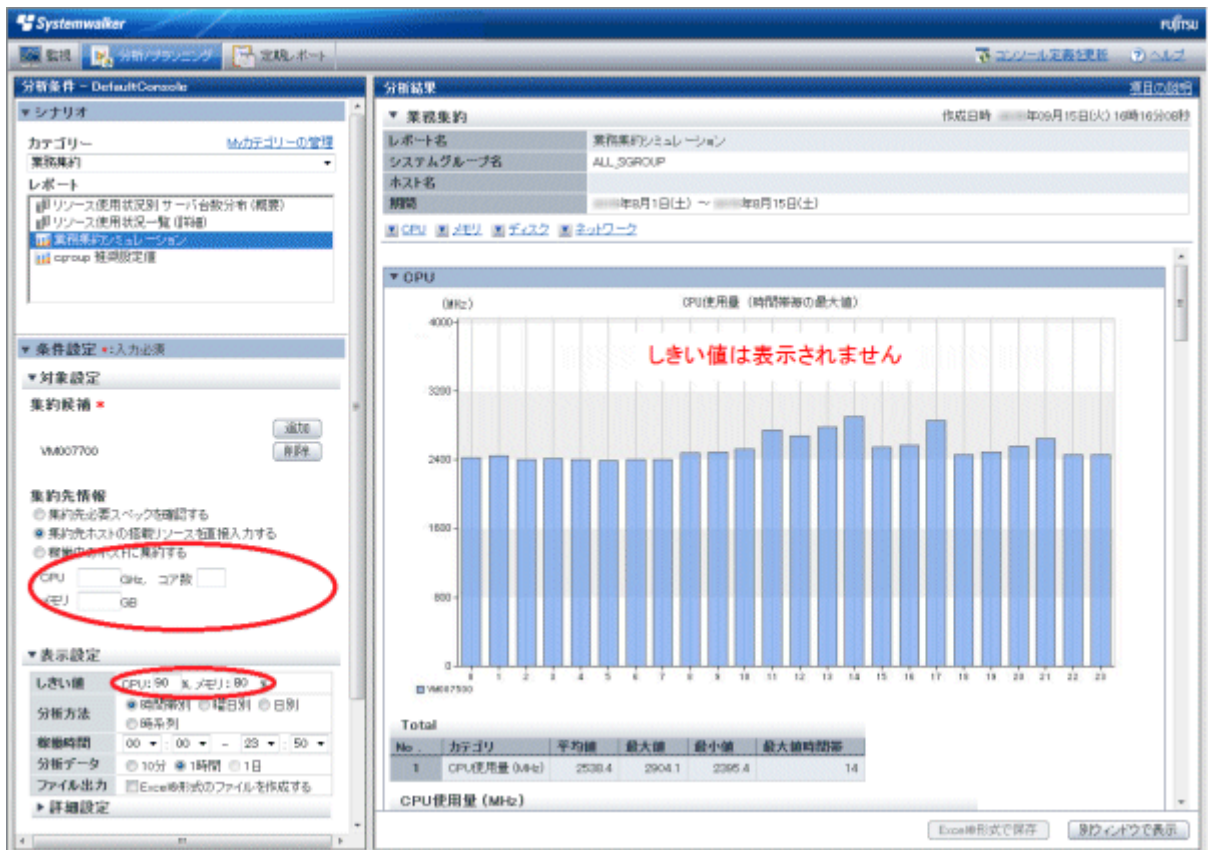 Systemwalker
FUJITSU
監視 分析/プランニング 定期レポート コンソール定義を更新 ヘルプ
分析条件 - DefaultConsole
シナリオ
カテゴリー Myカテゴリーの管理
業務集約
レポート
リソース使用状況別 サーバ台数分布(概要)
リソース使用状況一覧(詳細)
業務集約シミュレーション
cgroup 推奨設定値
条件設定 *:入力必須
対象設定
集約候補 *
追加
VM007700 削除
集約先情報
集約先必要スペックを確認する
集約先ホストの搭載リソースを直接入力する
稼働中のホストに集約する
CPU GHz, コア数
メモリ GB
表示設定
しきい値 CPU: 90 %, メモリ: 80 %
分析方法 時間帯別 曜日別 日別
時系列
稼働時間 00 : 00 - 23 : 50
分析データ 10分 1時間 1日
ファイル出力 Excel®形式のファイルを作成する
詳細設定
分析結果 項目の説明
業務集約 作成日時 年09月15日(火) 16時16分08秒
レポート名 業務集約シミュレーション
システムグループ名 ALL_SGROUP
ホスト名
期間 年8月1日(土) ~ 年8月15日(土)
CPU メモリ ディスク ネットワーク
CPU
(MHz) CPU使用量 (時間帯毎の最大値)
4000
しきい値は表示されません
3200
2400
1600
800
0
0 1 2 3 4 5 6 7 8 9 10 11 12 13 14 15 16 17 18 19 20 21 22 23
Total
No. カテゴリ 平均値 最大値 最小値 最大値時間帯
1 CPU使用量 (MHz) 2538.4 2904.1 2395.4 14
CPU使用量 (MHz)
Excel®形式で保存 別ウィンドウで表示